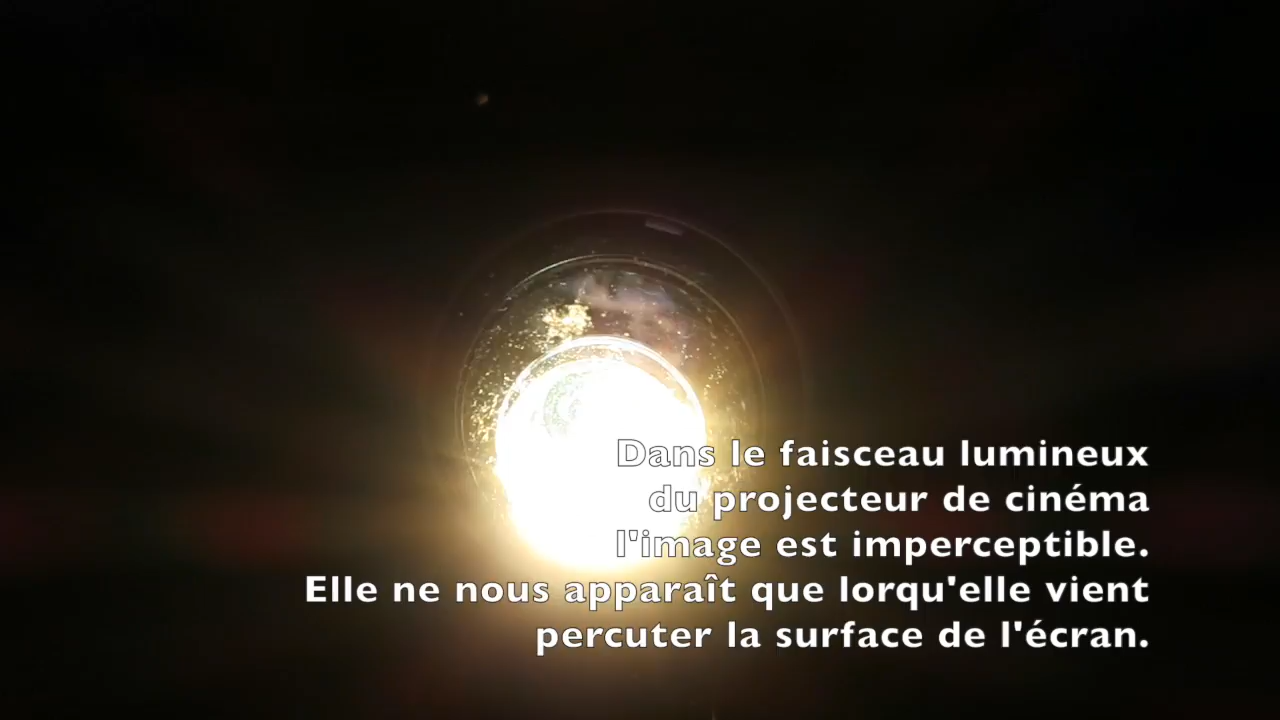 Dans le faisceau lumineux
du projecteur de cinéma
l'image est imperceptible.
Elle ne nous apparaît que lorqu'elle vient
percuter la surface de l'écran.